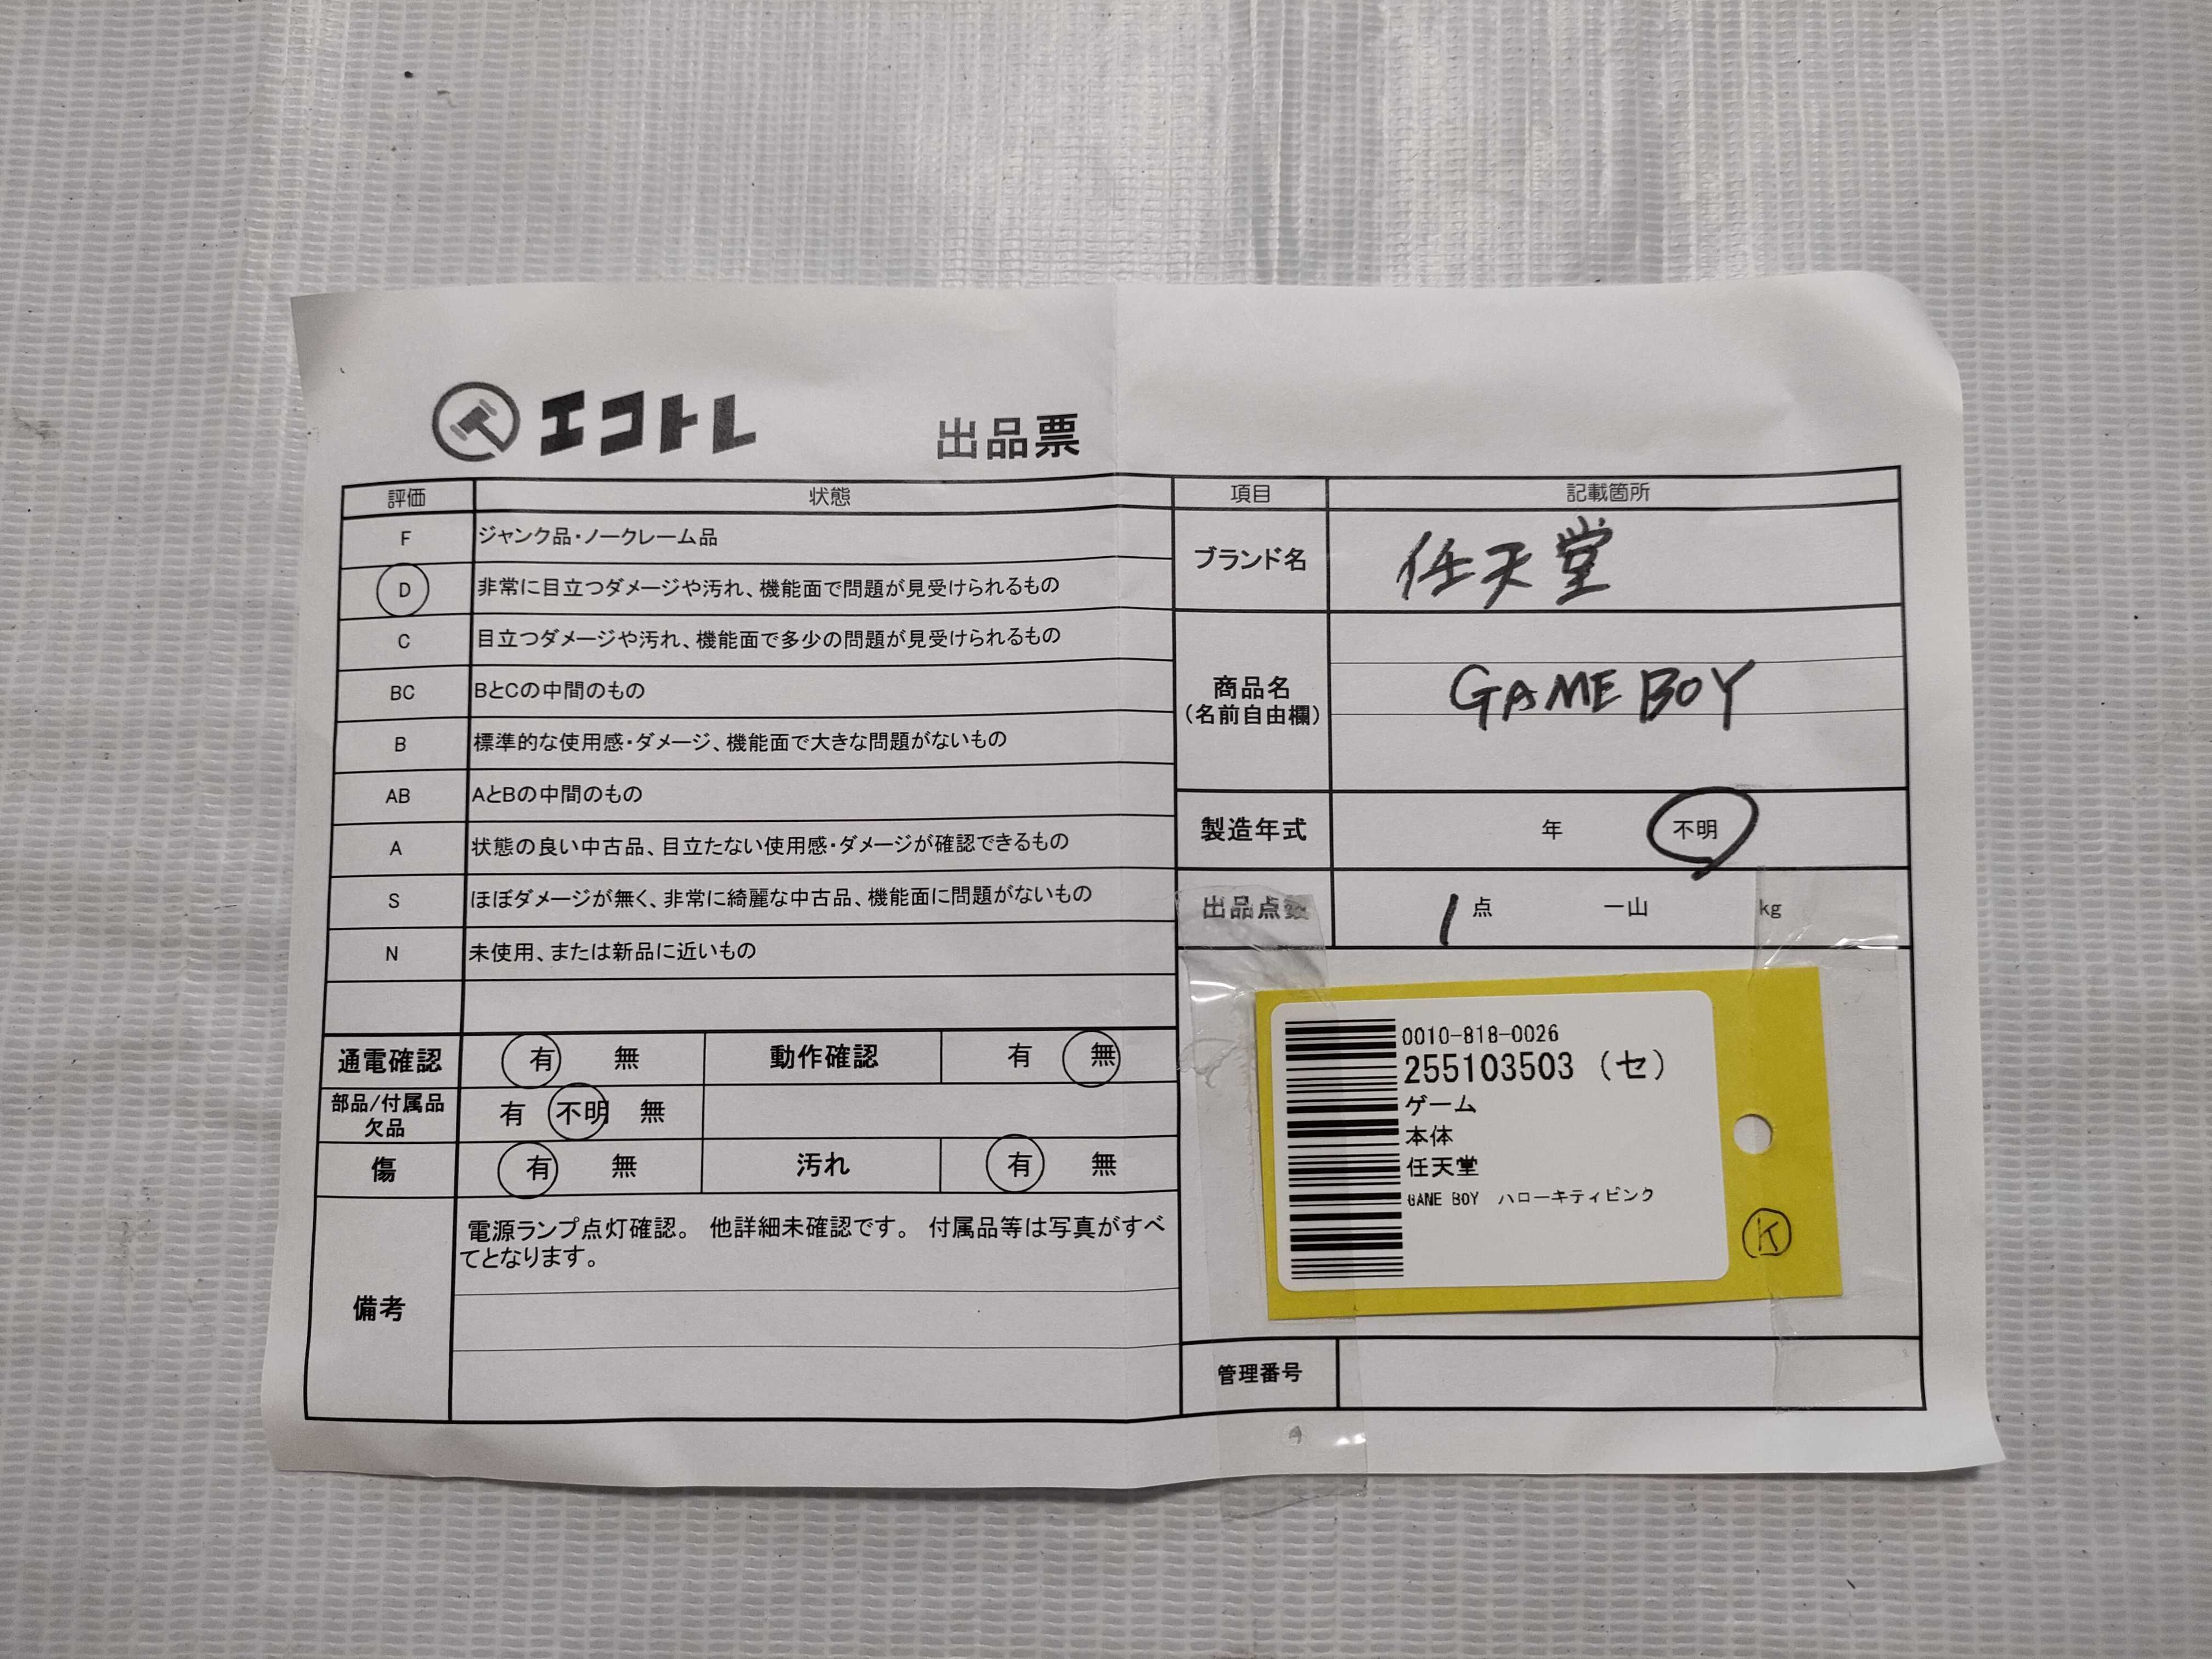 エコトレ 出品票
評価 状態
F ジャンク品・ノークレーム品
D 非常に目立つダメージや汚れ、機能面で問題が見受けられるもの
C 目立つダメージや汚れ、機能面で多少の問題が見受けられるもの
BC BとCの中間のもの
B 標準的な使用感・ダメージ、機能面で大きな問題がないもの
AB AとBの中間のもの
A 状態の良い中古品、目立たない使用感・ダメージが確認できるもの
S ほぼダメージが無く、非常に綺麗な中古品、機能面に問題がないもの
N 未使用、または新品に近いもの
通電確認 有 無 動作確認 有 無
部品/付属品
欠品 有 不明 無
傷 有 無 汚れ 有 無
備考
電源ランプ点灯確認。 他詳細未確認です。 付属品等は写真がすべ
てとなります。
項目 記載箇所
ブランド名 任天堂
商品名
(名前自由欄) GAME BOY
製造年式 年 不明
出品点数 1 点 一山 kg
0010-818-0026
255103503 (セ)
ゲーム
本体
任天堂
GANE BOY ハローキティピンク
K
管理番号